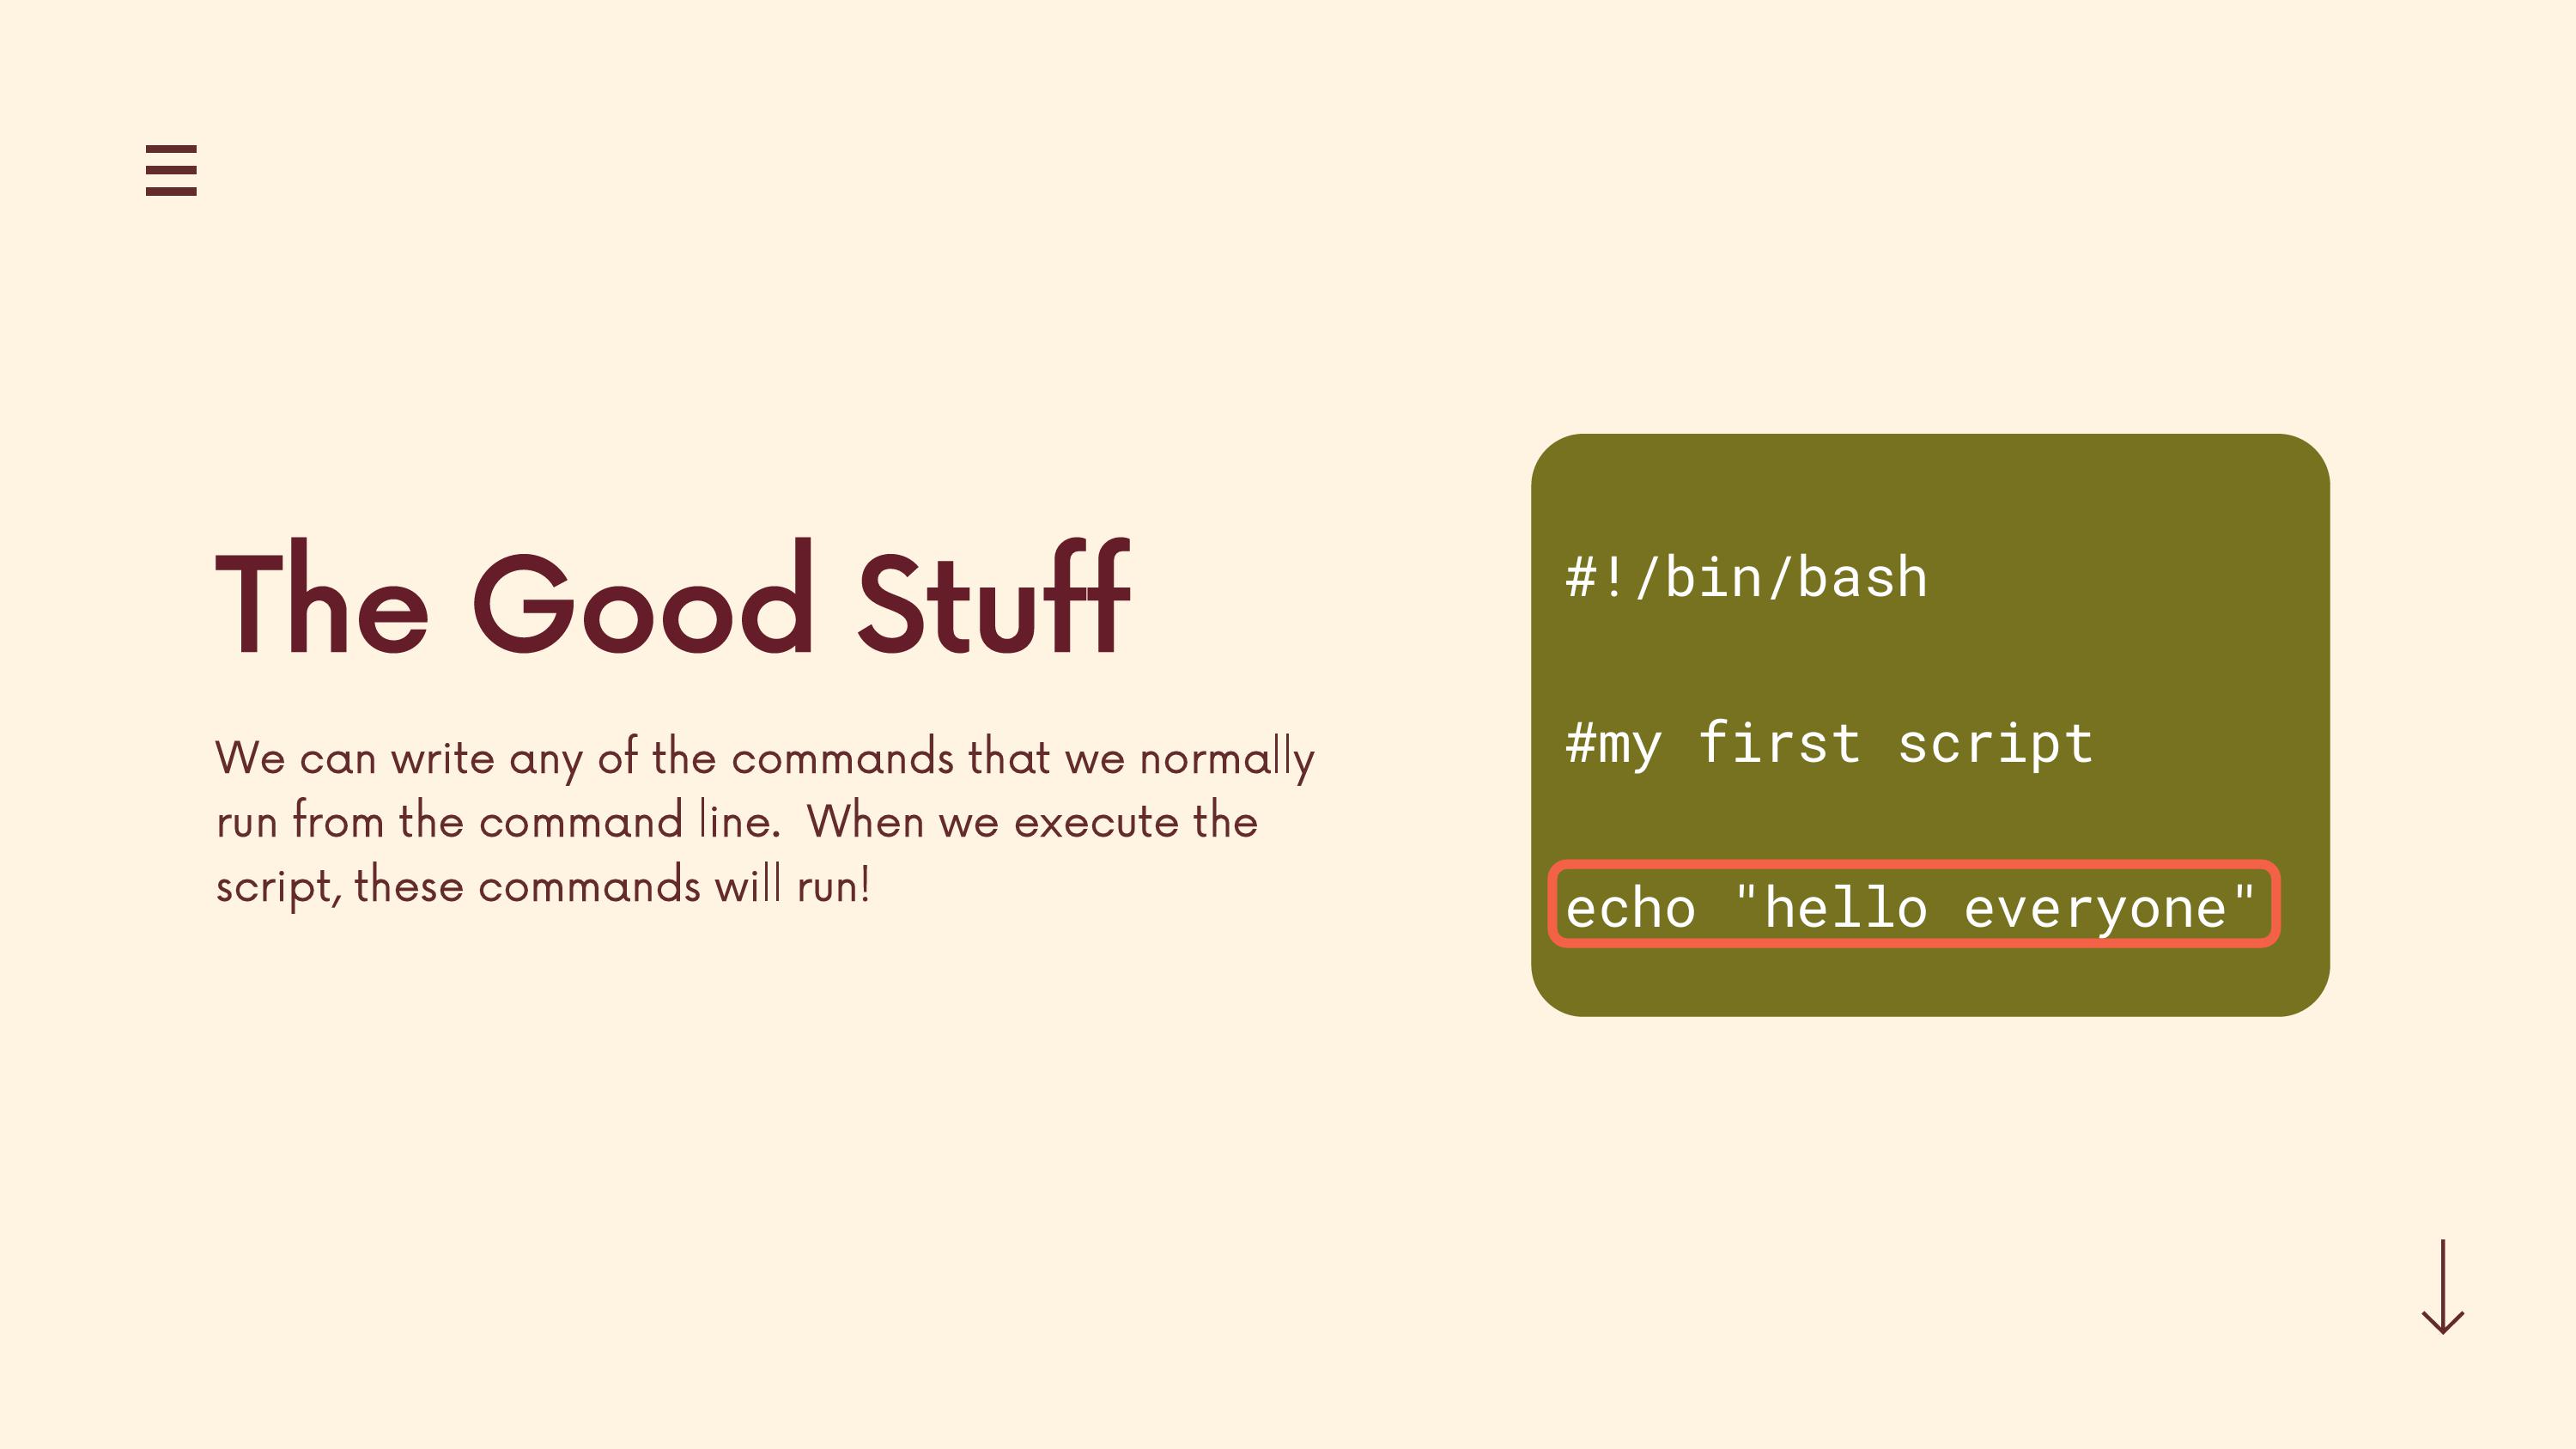 The Good Stuff
We can write any of the commands that we normally
run from the command line.  When we execute the
script, these commands will run!
#!/bin/bash
#my first script
echo "hello everyone"